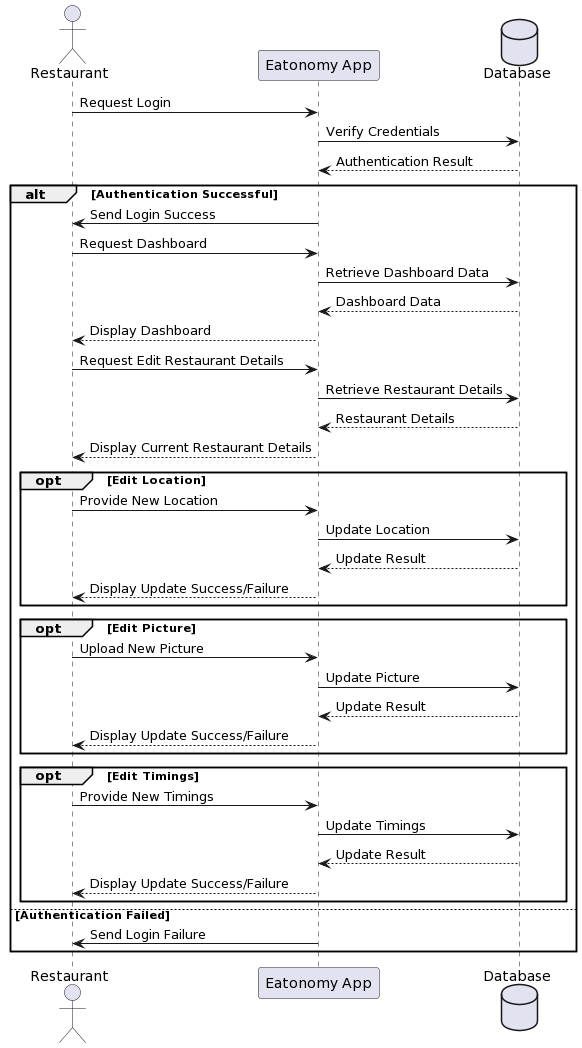 Restaurant
Eatonomy App
Database
Request Login
Verify Credentials
Authentication Result
alt [Authentication Successful]
Send Login Success
Request Dashboard
Retrieve Dashboard Data
Dashboard Data
Display Dashboard
Request Edit Restaurant Details
Retrieve Restaurant Details
Restaurant Details
Display Current Restaurant Details
opt [Edit Location]
Provide New Location
Update Location
Update Result
Display Update Success/Failure
opt [Edit Picture]
Upload New Picture
Update Picture
Update Result
Display Update Success/Failure
opt [Edit Timings]
Provide New Timings
Update Timings
Update Result
Display Update Success/Failure
[Authentication Failed]
Send Login Failure
Restaurant
Eatonomy App
Database